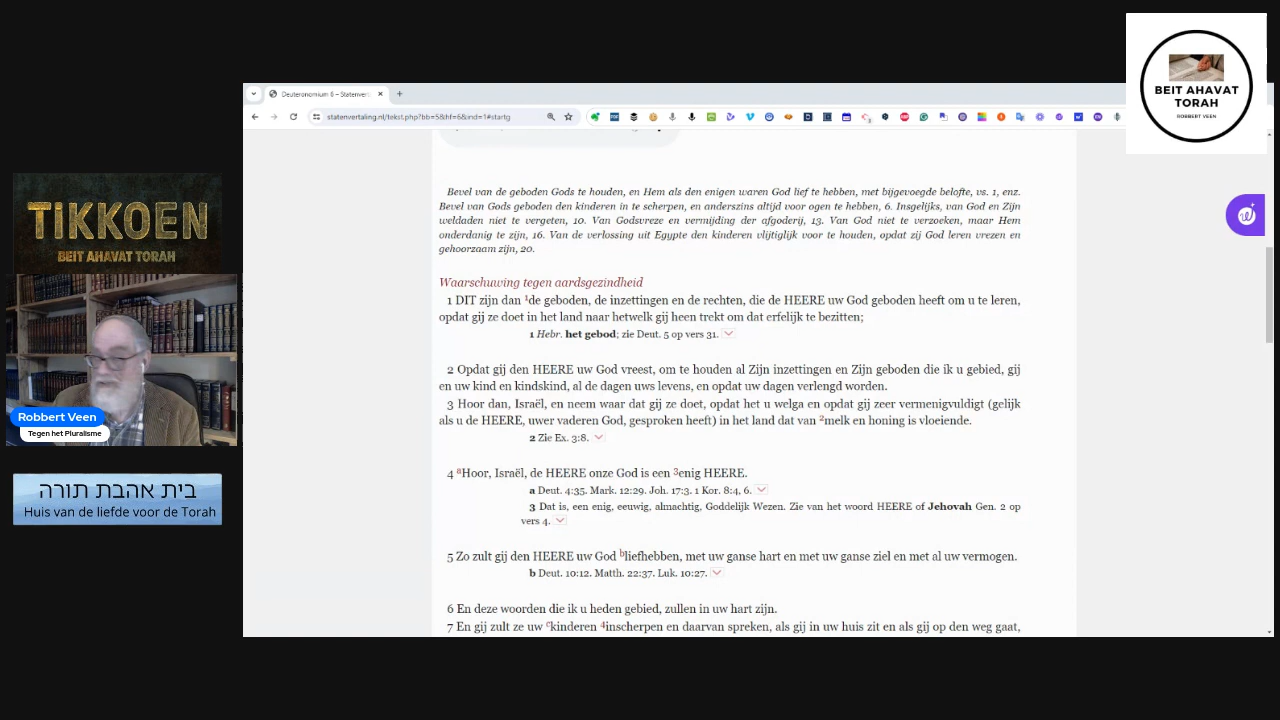 Deuteronomium 6 – Statenvert
statenvertaling.nl/tekst.php?bb=5&hf=6&ind=1#startg
BEIT AHAVAT
TORAH
ROBBERT VEEN
Bevel van de geboden Gods te houden, en Hem als den enigen waren God lief te hebben, met bijgevoegde belofte, vs. 1, enz.
Bevel van Gods geboden den kinderen in te scherpen, en anderszins altijd voor ogen te hebben, 6. Insgelijks, van God en Zijn
weldaden niet te vergeten, 10. Van Godsvreze en vermijding der afgoderij, 13. Van God niet te verzoeken, maar Hem
onderdanig te zijn, 16. Van de verlossing uit Egypte den kinderen vlijtiglijk voor te houden, opdat zij God leren vrezen en
gehoorzaam zijn, 20.
Waarschuwing tegen aardsgezindheid
1 DIT zijn dan 1de geboden, de inzettingen en de rechten, die de HEERE uw God geboden heeft om u te leren,
opdat gij ze doet in het land naar hetwelk gij heen trekt om dat erfelijk te bezitten;
1 Hebr. het gebod; zie Deut. 5 op vers 31.
2 Opdat gij den HEERE uw God vreest, om te houden al Zijn inzettingen en Zijn geboden die ik u gebied, gij
en uw kind en kindskind, al de dagen uws levens, en opdat uw dagen verlengd worden.
3 Hoor dan, Israël, en neem waar dat gij ze doet, opdat het u welga en opdat gij zeer vermenigvuldigt (gelijk
als u de HEERE, uwer vaderen God, gesproken heeft) in het land dat van 2melk en honing is vloeiende.
2 Zie Ex. 3:8.
4 aHoor, Israël, de HEERE onze God is een 3enig HEERE.
a Deut. 4:35. Mark. 12:29. Joh. 17:3. 1 Kor. 8:4, 6.
3 Dat is, een enig, eeuwig, almachtig, Goddelijk Wezen. Zie van het woord HEERE of Jehovah Gen. 2 op
vers 4.
5 Zo zult gij den HEERE uw God bliefhebben, met uw ganse hart en met uw ganse ziel en met al uw vermogen.
b Deut. 10:12. Matth. 22:37. Luk. 10:27.
6 En deze woorden die ik u heden gebied, zullen in uw hart zijn.
7 En gij zult ze uw ckinderen 4inscherpen en daarvan spreken, als gij in uw huis zit en als gij op den weg gaat,
TIKKOEN
BEIT AHAVAT TORAH
Robbert Veen
Tegen het Pluralisme
בית אהבת תורה
Huis van de liefde voor de Torah